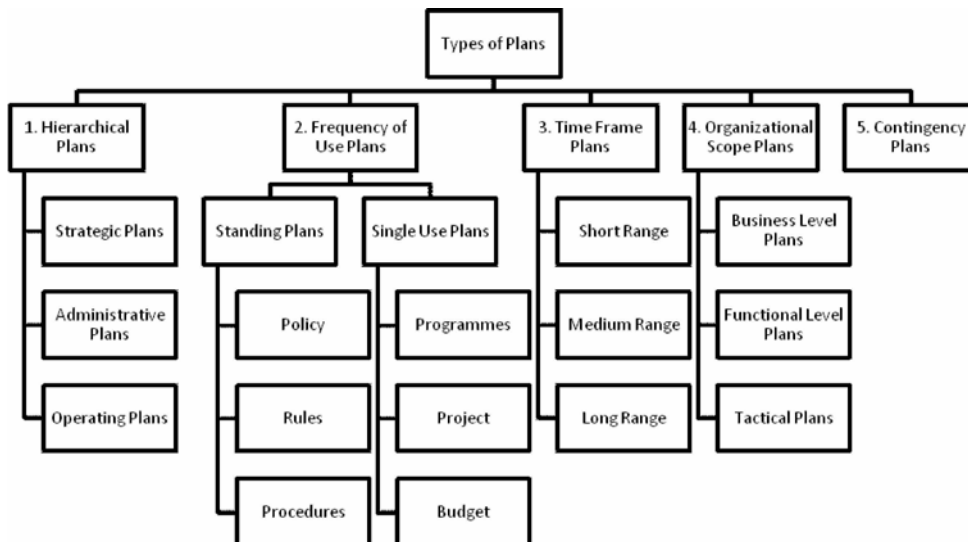 Types of Plans
1. Hierarchical
Plans
2. Frequency of
Use Plans
3. Time Frame
Plans
4. Organizational
Scope Plans
5. Contingency
Plans
Strategic Plans
Administrative
Plans
Operating Plans
Standing Plans
Policy
Rules
Procedures
Single Use Plans
Programmes
Project
Budget
Short Range
Medium Range
Long Range
Business Level
Plans
Functional Level
Plans
Tactical Plans